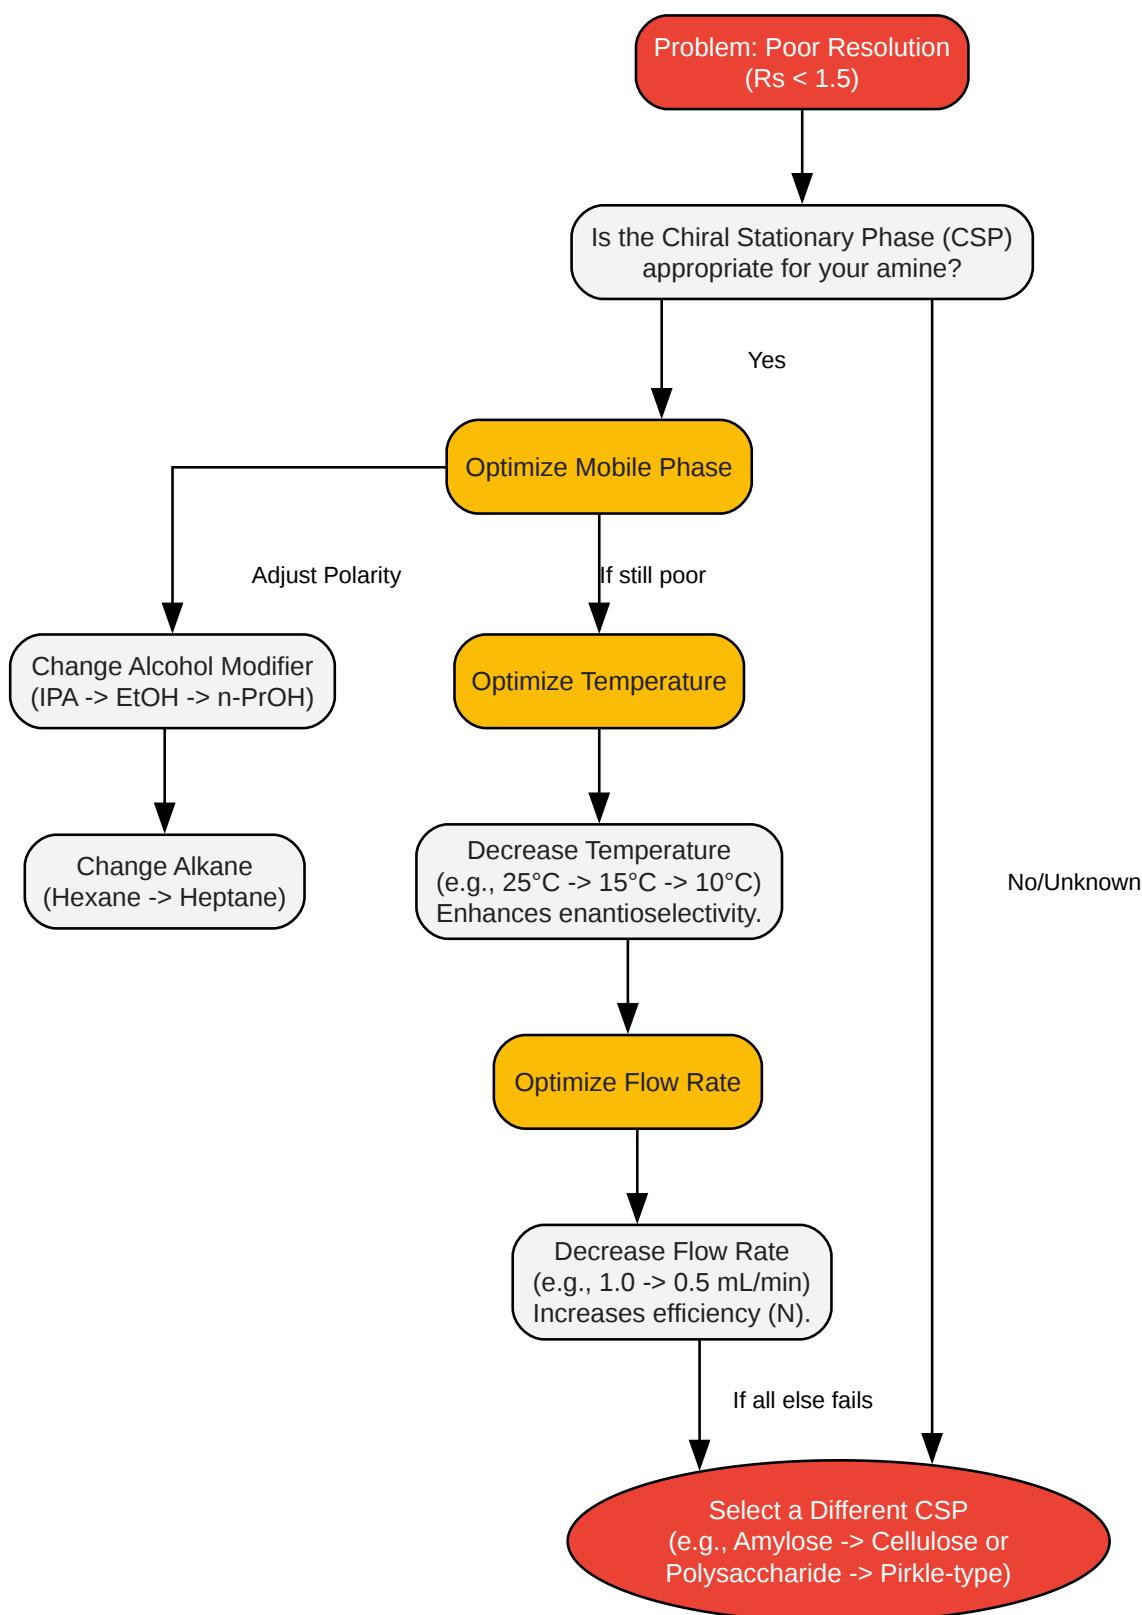 Problem: Poor Resolution
(Rs < 1.5)
Is the Chiral Stationary Phase (CSP)
appropriate for your amine?
Yes
Optimize Mobile Phase
Adjust Polarity
If still poor
Change Alcohol Modifier
(IPA -> EtOH -> n-PrOH)
Optimize Temperature
Change Alkane
(Hexane -> Heptane)
Decrease Temperature
(e.g., 25°C -> 15°C -> 10°C)
Enhances enantioselectivity.
No/Unknown
Optimize Flow Rate
Decrease Flow Rate
(e.g., 1.0 -> 0.5 mL/min)
Increases efficiency (N).
If all else fails
Select a Different CSP
(e.g., Amylose -> Cellulose or
Polysaccharide -> Pirkle-type)